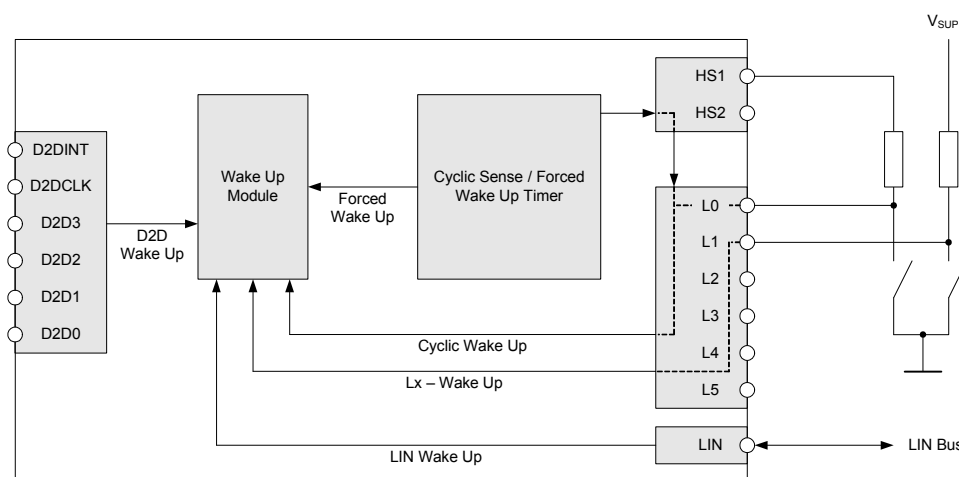 VSUP
HS1
HS2
D2DINT
D2DCLK
D2D3
D2D2
D2D1
D2D0
D2D
Wake Up
Wake Up
Module
Forced
Wake Up
Cyclic Sense / Forced
Wake Up Timer
L0
L1
L2
L3
L4
L5
Cyclic Wake Up
Lx – Wake Up
LIN Wake Up
LIN
LIN Bus